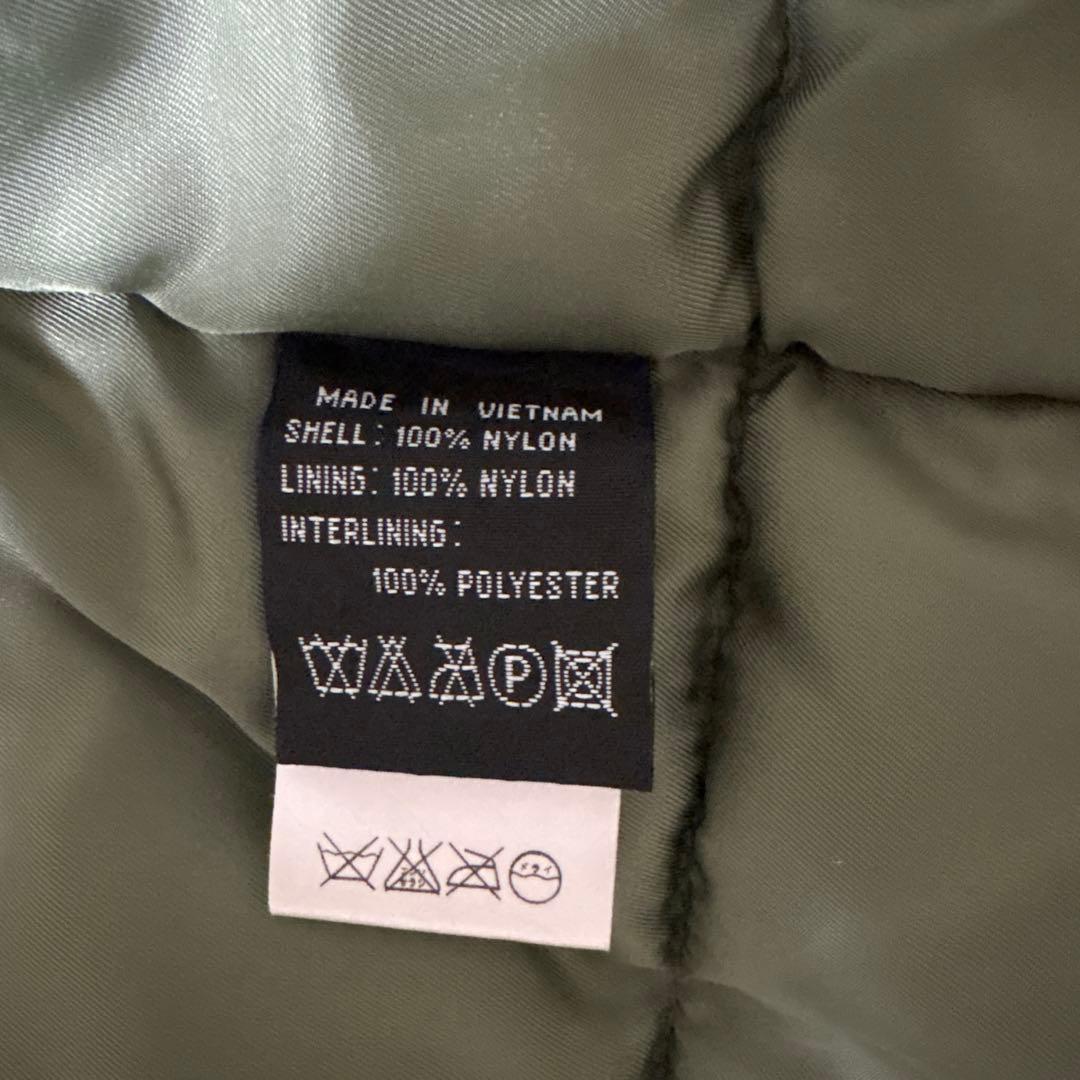 MADE IN VIETNAM
SHELL: 100% NYLON
LINING: 100% NYLON
INTERLINING:
100% POLYESTER
P